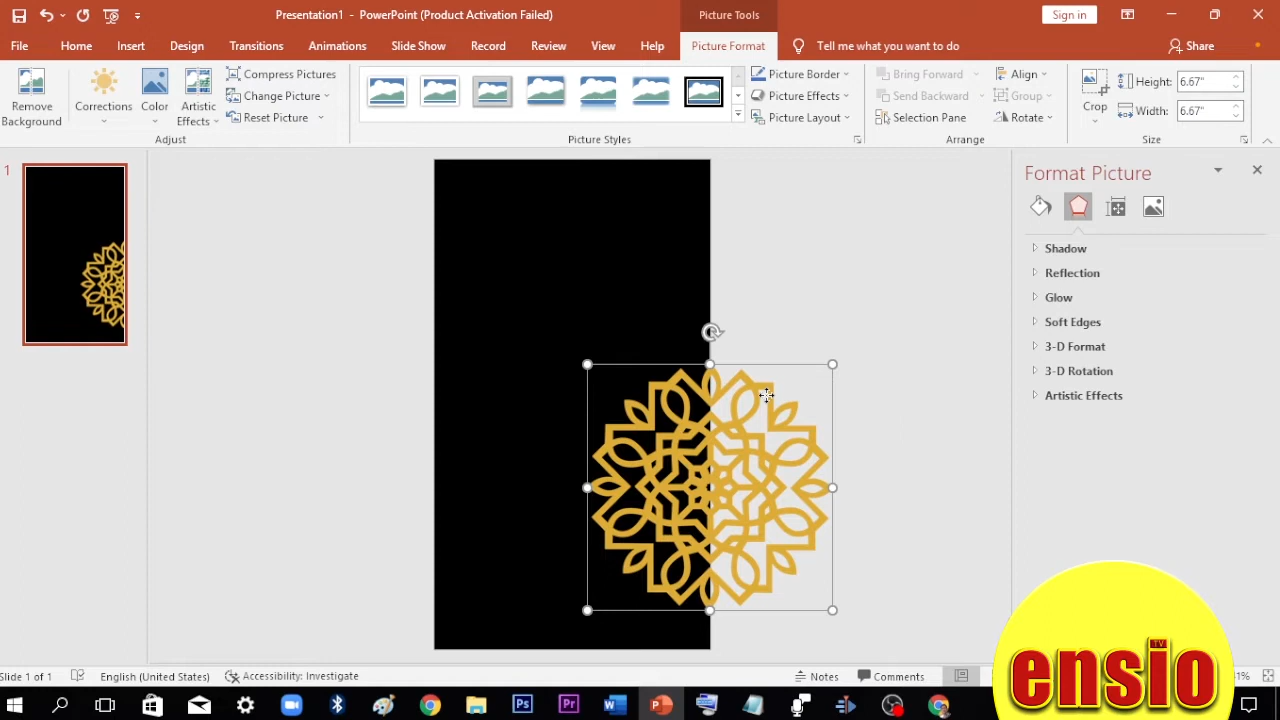 Presentation1 - PowerPoint (Product Activation Failed)
Picture Tools
Sign in
File Home Insert Design Transitions Animations Slide Show Record Review View Help Picture Format Tell me what you want to do Share
Remove Background
Corrections
Color
Artistic Effects
Compress Pictures
Change Picture
Reset Picture
Adjust
Picture Styles
Picture Border
Picture Effects
Picture Layout
Bring Forward
Send Backward
Selection Pane
Align
Group
Rotate
Arrange
Crop
Height: 6.67"
Width: 6.67"
Size
1
Format Picture
Shadow
Reflection
Glow
Soft Edges
3-D Format
3-D Rotation
Artistic Effects
TV
ensio
Slide 1 of 1 English (United States) Accessibility: Investigate Notes Comments
Ps Pr W P